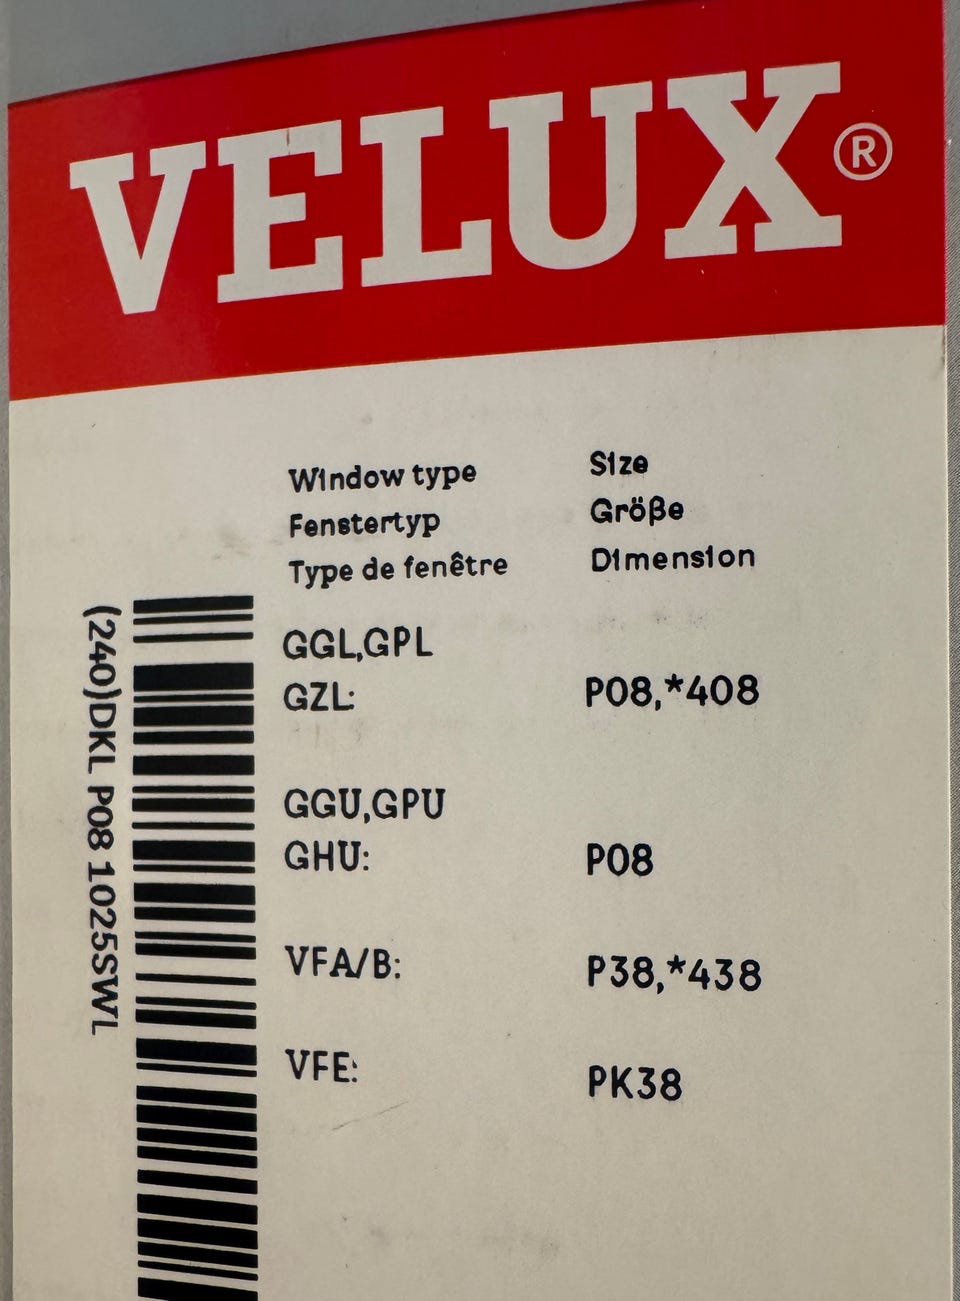 VELUX®
Window type
Fenstertyp
Type de fenêtre
Size
Größe
Dimension
GGL,GPL
GZL: P08,*408
GGU,GPU
GHU: P08
VFA/B: P38,*438
VFE: PK38
(240)DKL P08 1025SWL